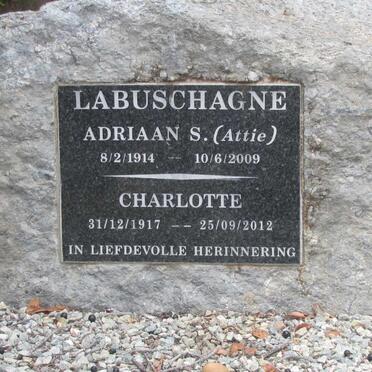 LABUSCHAGNE
ADRIAAN S. (Attie)
8/2/1914 -- 10/6/2009
CHARLOTTE
31/12/1917 -- 25/09/2012
IN LIEFDEVOLLE HERINNERING